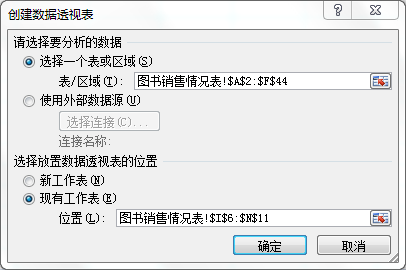 创建数据透视表
请选择要分析的数据
选择一个表或区域(S)
表/区域(T): 图书销售情况表!$A$2:$F$44
使用外部数据源(U)
选择连接(C)...
连接名称:
选择放置数据透视表的位置
新工作表(N)
现有工作表(E)
位置(L): 图书销售情况表!$I$6:$N$11
确定 取消